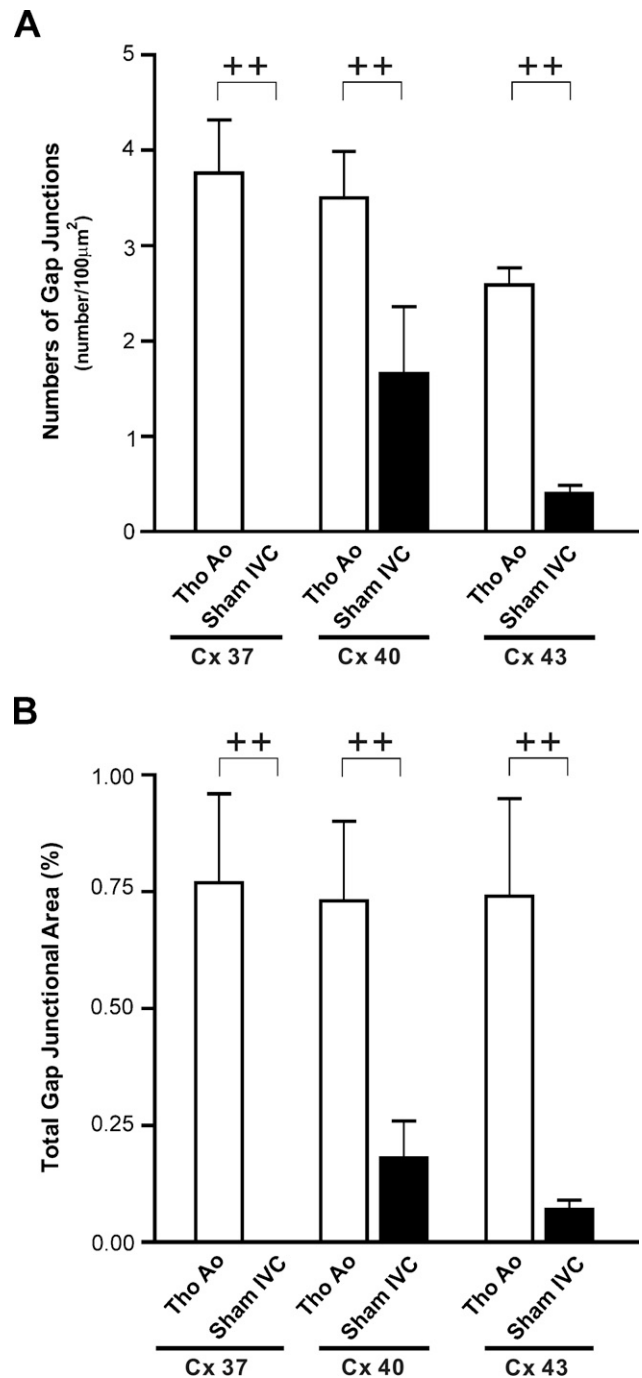 A
++ ++ ++
5
4
3
2
1
0
Numbers of Gap Junctions
(number/100µm²)
Tho Ao Sham IVC Tho Ao Sham IVC Tho Ao Sham IVC
Cx 37 Cx 40 Cx 43
B
++ ++ ++
1.00
0.75
0.50
0.25
0.00
Total Gap Junctional Area (%)
Tho Ao Sham IVC Tho Ao Sham IVC Tho Ao Sham IVC
Cx 37 Cx 40 Cx 43